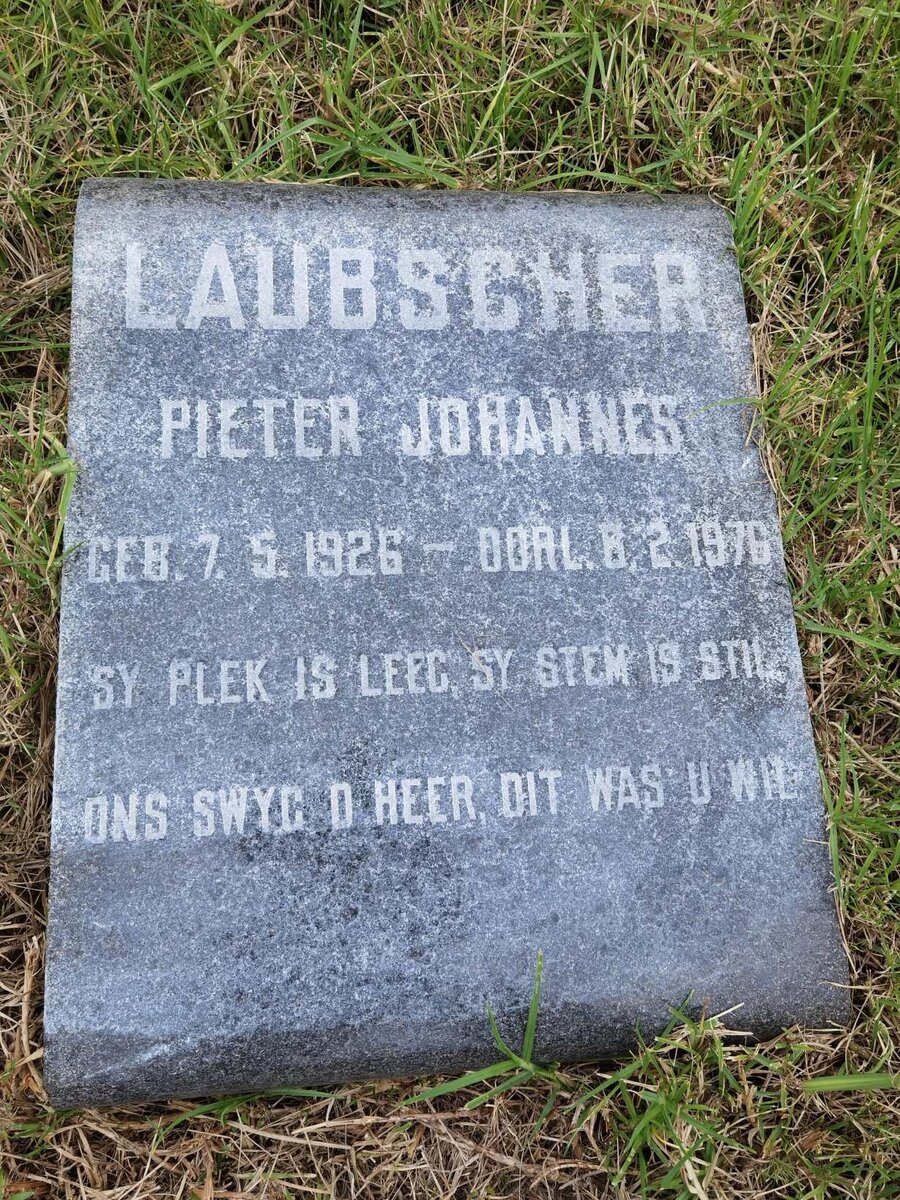 LAUBSCHER
PIETER JOHANNES
GEB. 7. 5. 1926 – OORL. 8. 2. 1976
SY PLEK IS LEEG, SY STEM IS STIL
ONS SWYG O HEER, DIT WAS U WIL